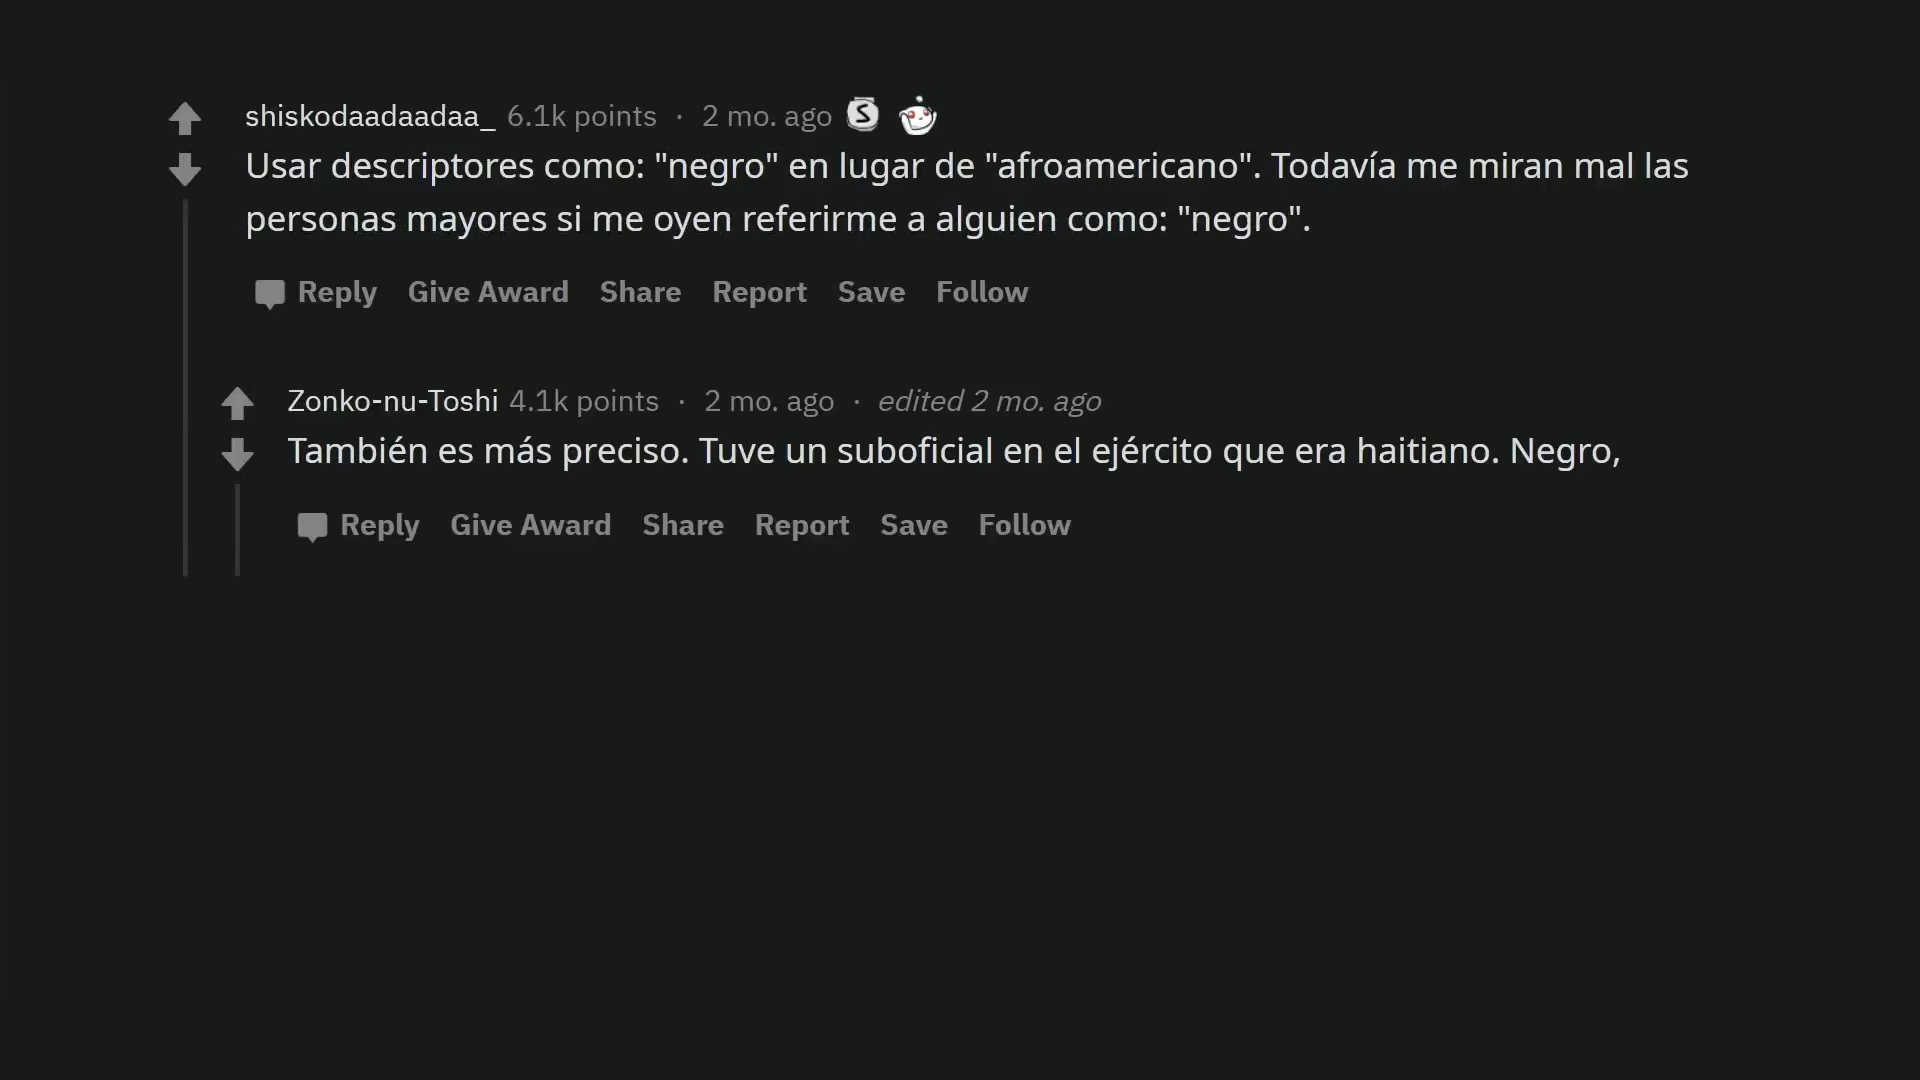 shiskodaadaadaa_ 6.1k points · 2 mo. ago
Usar descriptores como: "negro" en lugar de "afroamericano". Todavía me miran mal las
personas mayores si me oyen referirme a alguien como: "negro".
Reply Give Award Share Report Save Follow
Zonko-nu-Toshi 4.1k points · 2 mo. ago · edited 2 mo. ago
También es más preciso. Tuve un suboficial en el ejército que era haitiano. Negro,
Reply Give Award Share Report Save Follow